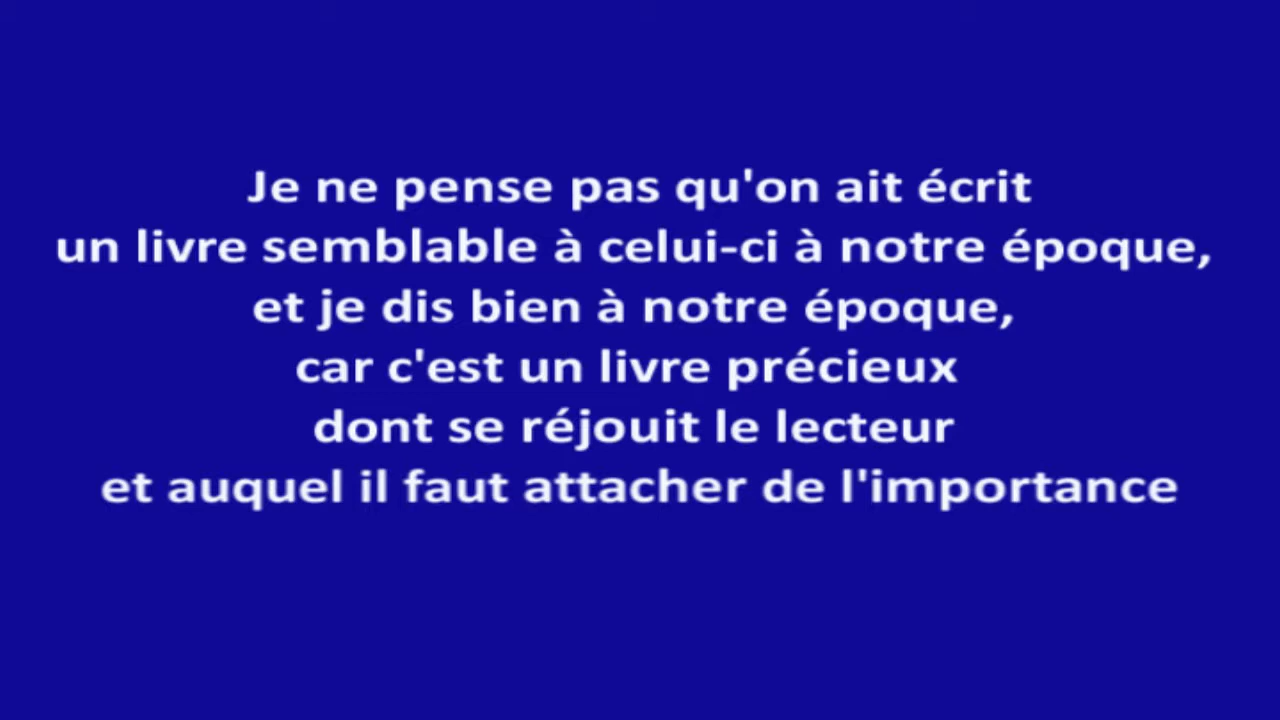 Je ne pense pas qu'on ait écrit
un livre semblable à celui-ci à notre époque,
et je dis bien à notre époque,
car c'est un livre précieux
dont se réjouit le lecteur
et auquel il faut attacher de l'importance